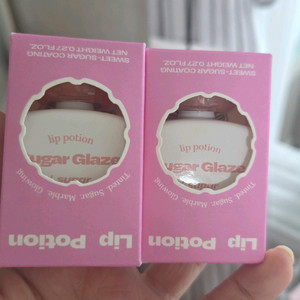 SWEET-SUGAR COATING
NET WEIGHT 0.27 FL.OZ.
lip potion
ugar Glaze
Tinted. Sugar. Marble. Glowing
Lip Potion
SWEET-SUGAR COATING
NET WEIGHT 0.27 FL.OZ.
lip potion
ugar Glaze
Tinted. Sugar. Marble. Glowing
Lip Potion